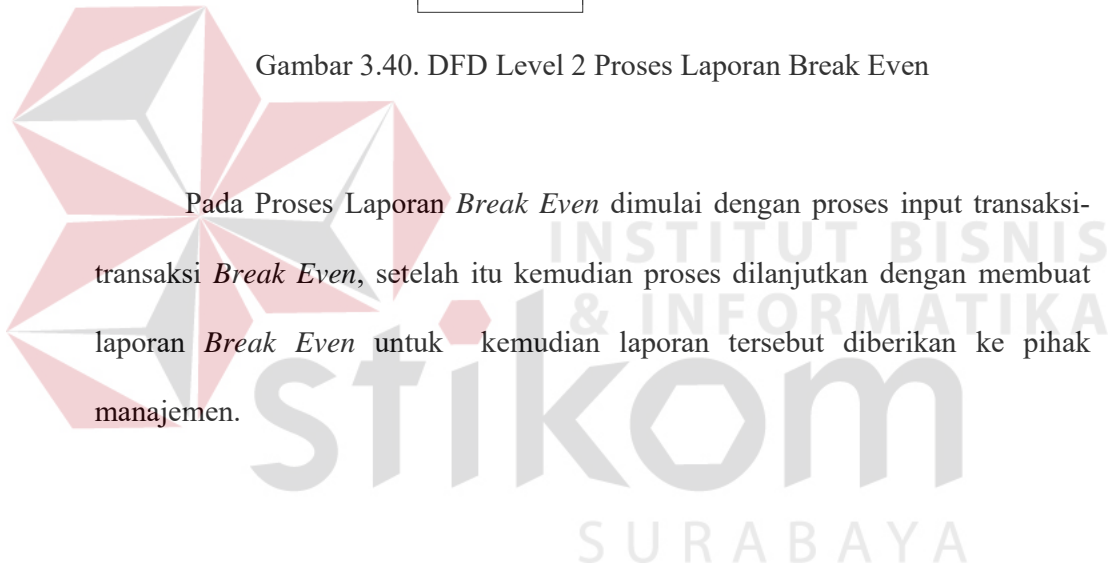 Gambar 3.40. DFD Level 2 Proses Laporan Break Even
Pada Proses Laporan Break Even dimulai dengan proses input transaksi-
transaksi Break Even, setelah itu kemudian proses dilanjutkan dengan membuat
laporan Break Even untuk kemudian laporan tersebut diberikan ke pihak
manajemen.
INSTITUT BISNIS
& INFORMATIKA
stikom
SURABAYA